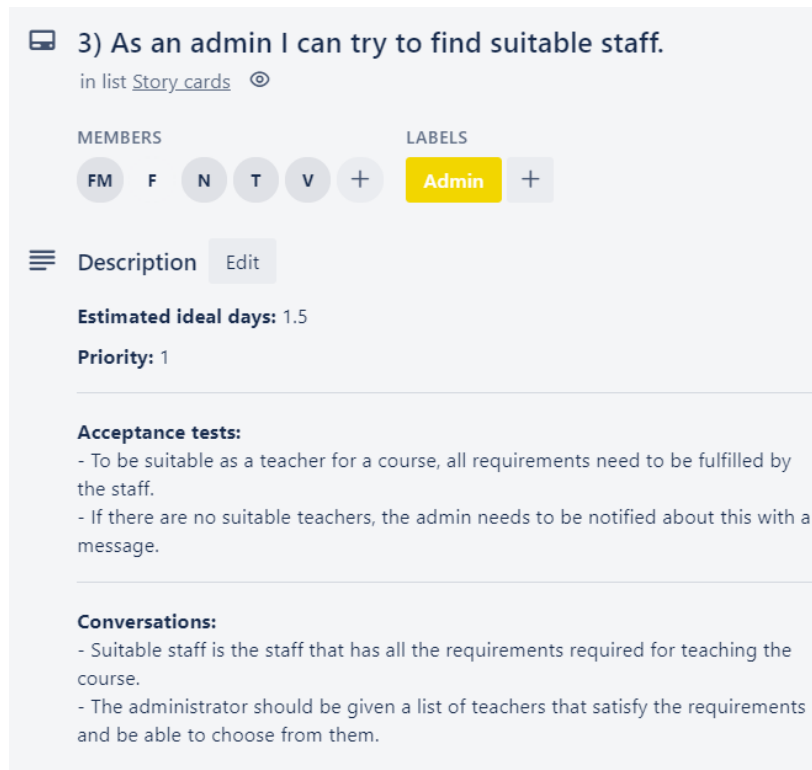 3) As an admin I can try to find suitable staff.
in list Story cards
MEMBERS
LABELS
FM F N T V +
Admin +
Description Edit
Estimated ideal days: 1.5
Priority: 1
Acceptance tests:
- To be suitable as a teacher for a course, all requirements need to be fulfilled by
the staff.
- If there are no suitable teachers, the admin needs to be notified about this with a
message.
Conversations:
- Suitable staff is the staff that has all the requirements required for teaching the
course.
- The administrator should be given a list of teachers that satisfy the requirements
and be able to choose from them.